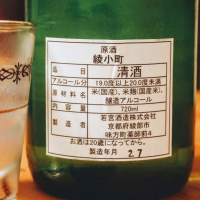 原酒
綾小町
品目 清酒
アルコール分 19.0度以上20.0度未満
原材料名 米(国産)、米麹(国産米)、
醸造アルコール
内容量 720ml
製造者 若宮酒造株式会社
京都府綾部市
味方町薬師前4
お酒は20歳になってから。
製造年月 27